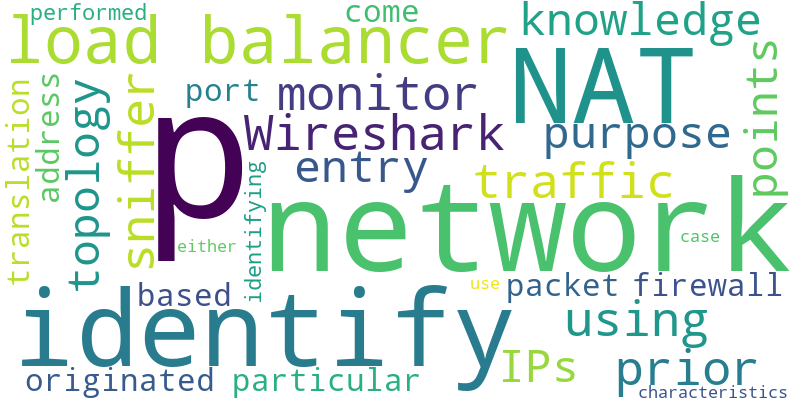 performed
come
knowledge
load balancer
NAT
points
translation
address
topology
sniffer
port
monitor
p
Wireshark
purpose
entry
identifying
traffic
either
network
case
identify
based
use
packet
firewall
using
originated
particular
IPs
prior
characteristics